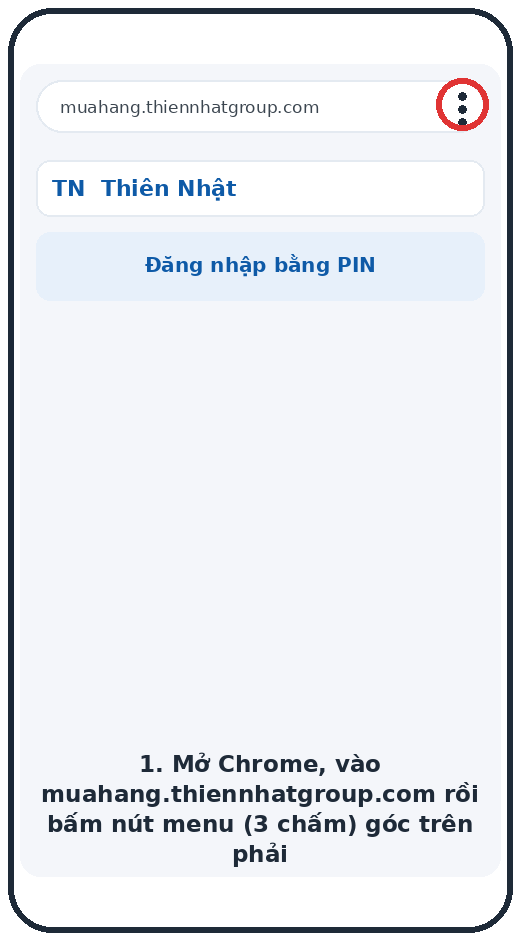 muahang.thiennhatgroup.com
TN Thiên Nhật
Đăng nhập bằng PIN
1. Mở Chrome, vào
muahang.thiennhatgroup.com rồi
bấm nút menu (3 chấm) góc trên
phải